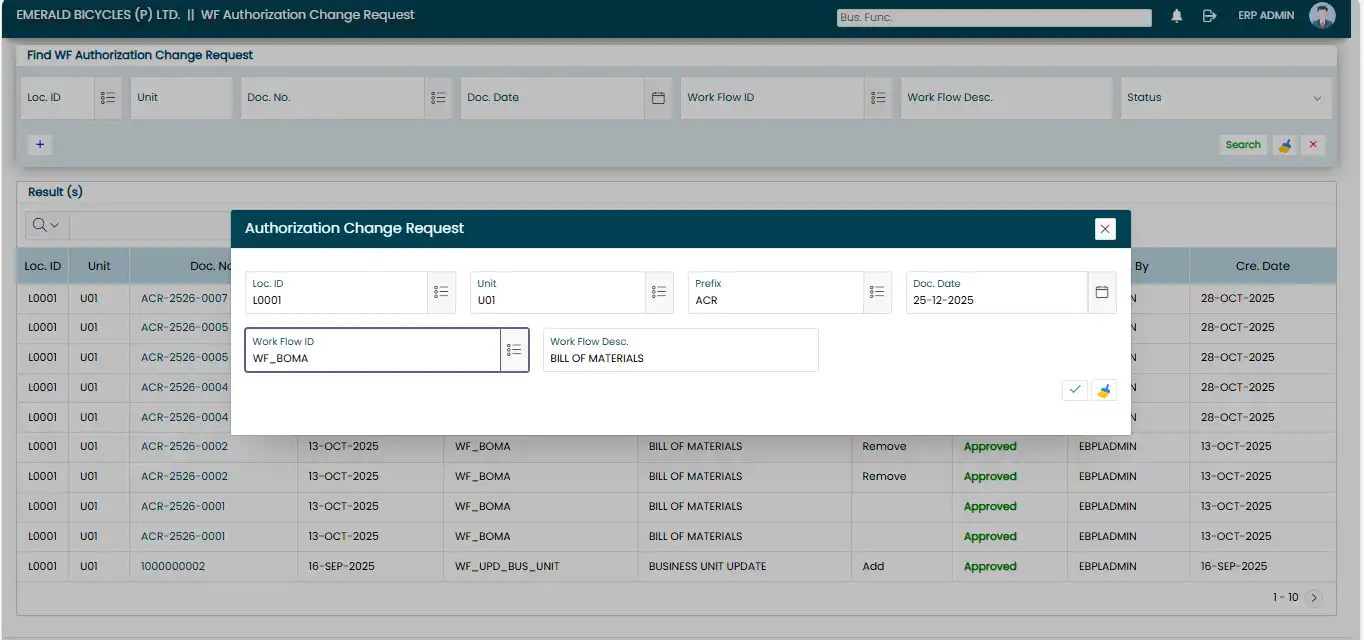 EMERALD BICYCLES (P) LTD. || WF Authorization Change Request
Bus. Func.
ERP ADMIN
Find WF Authorization Change Request
Loc. ID Unit Doc. No. Doc. Date Work Flow ID Work Flow Desc. Status
+ Search
Result (s)
Authorization Change Request
Loc. ID Unit Prefix Doc. Date
L0001 U01 ACR 25-12-2025
Work Flow ID Work Flow Desc.
WF_BOMA BILL OF MATERIALS
Loc. ID Unit Doc. No By Cre. Date
L0001 U01 ACR-2526-0007 N 28-OCT-2025
L0001 U01 ACR-2526-0005 N 28-OCT-2025
L0001 U01 ACR-2526-0005 N 28-OCT-2025
L0001 U01 ACR-2526-0004 N 28-OCT-2025
L0001 U01 ACR-2526-0004 N 28-OCT-2025
L0001 U01 ACR-2526-0002 13-OCT-2025 WF_BOMA BILL OF MATERIALS Remove Approved EBPLADMIN 13-OCT-2025
L0001 U01 ACR-2526-0002 13-OCT-2025 WF_BOMA BILL OF MATERIALS Remove Approved EBPLADMIN 13-OCT-2025
L0001 U01 ACR-2526-0001 13-OCT-2025 WF_BOMA BILL OF MATERIALS Approved EBPLADMIN 13-OCT-2025
L0001 U01 ACR-2526-0001 13-OCT-2025 WF_BOMA BILL OF MATERIALS Approved EBPLADMIN 13-OCT-2025
L0001 U01 1000000002 16-SEP-2025 WF_UPD_BUS_UNIT BUSINESS UNIT UPDATE Add Approved EBPLADMIN 16-SEP-2025
1 - 10